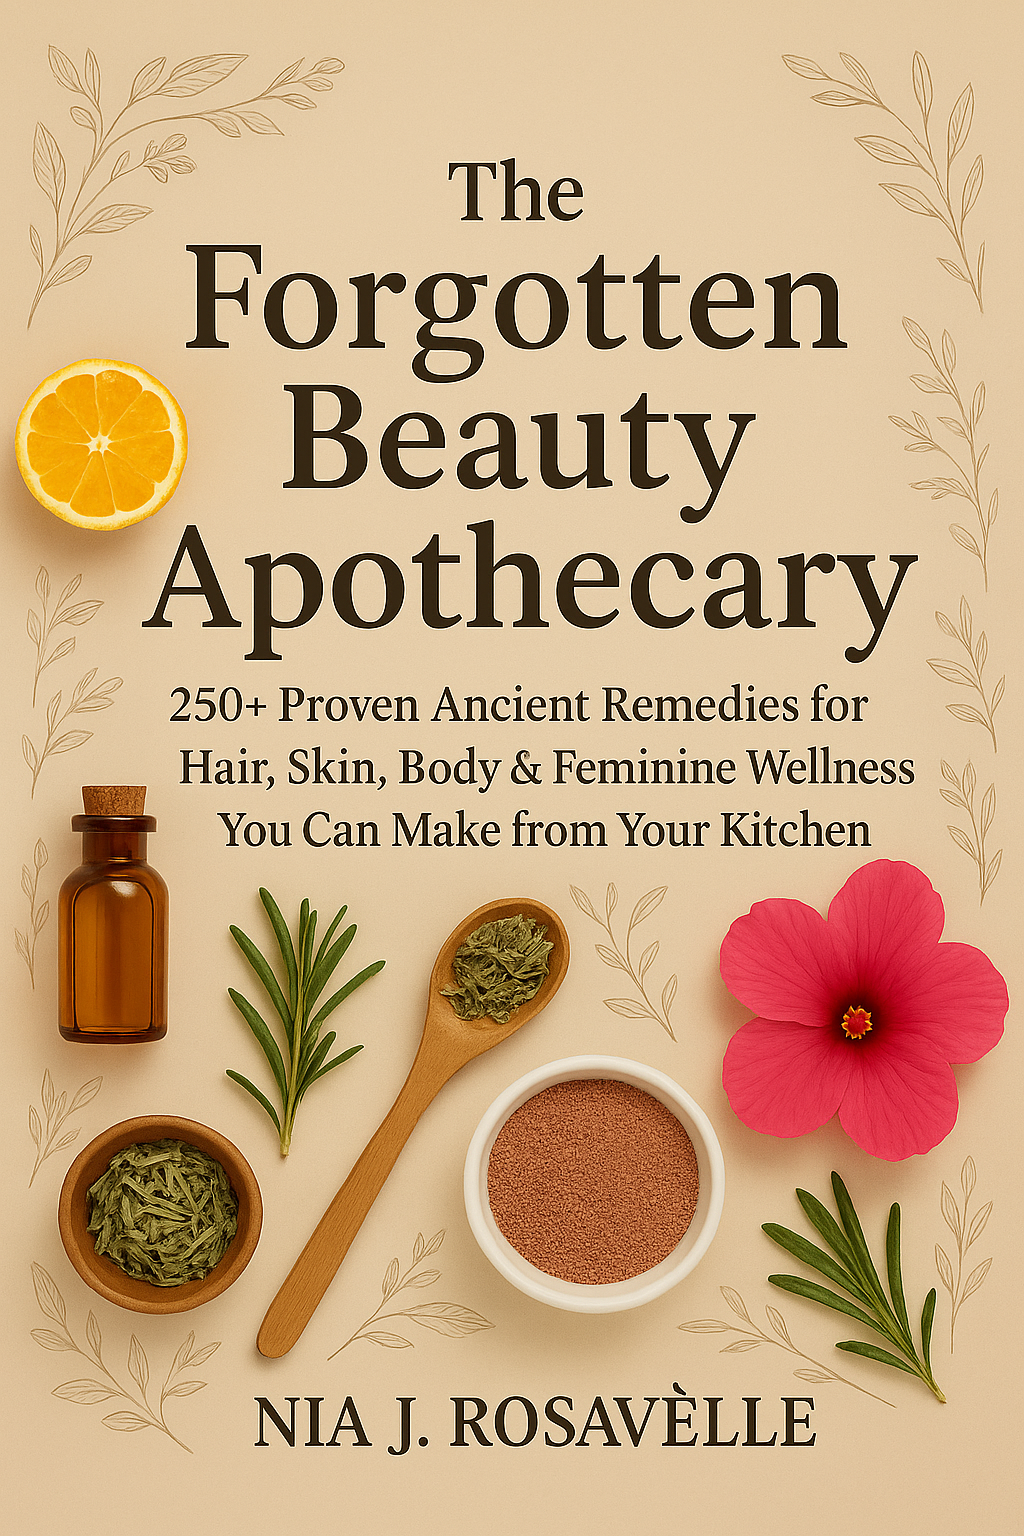 The
Forgotten
Beauty
Apothecary
250+ Proven Ancient Remedies for
Hair, Skin, Body & Feminine Wellness
You Can Make from Your Kitchen
NIA J. ROSAVÈLLE